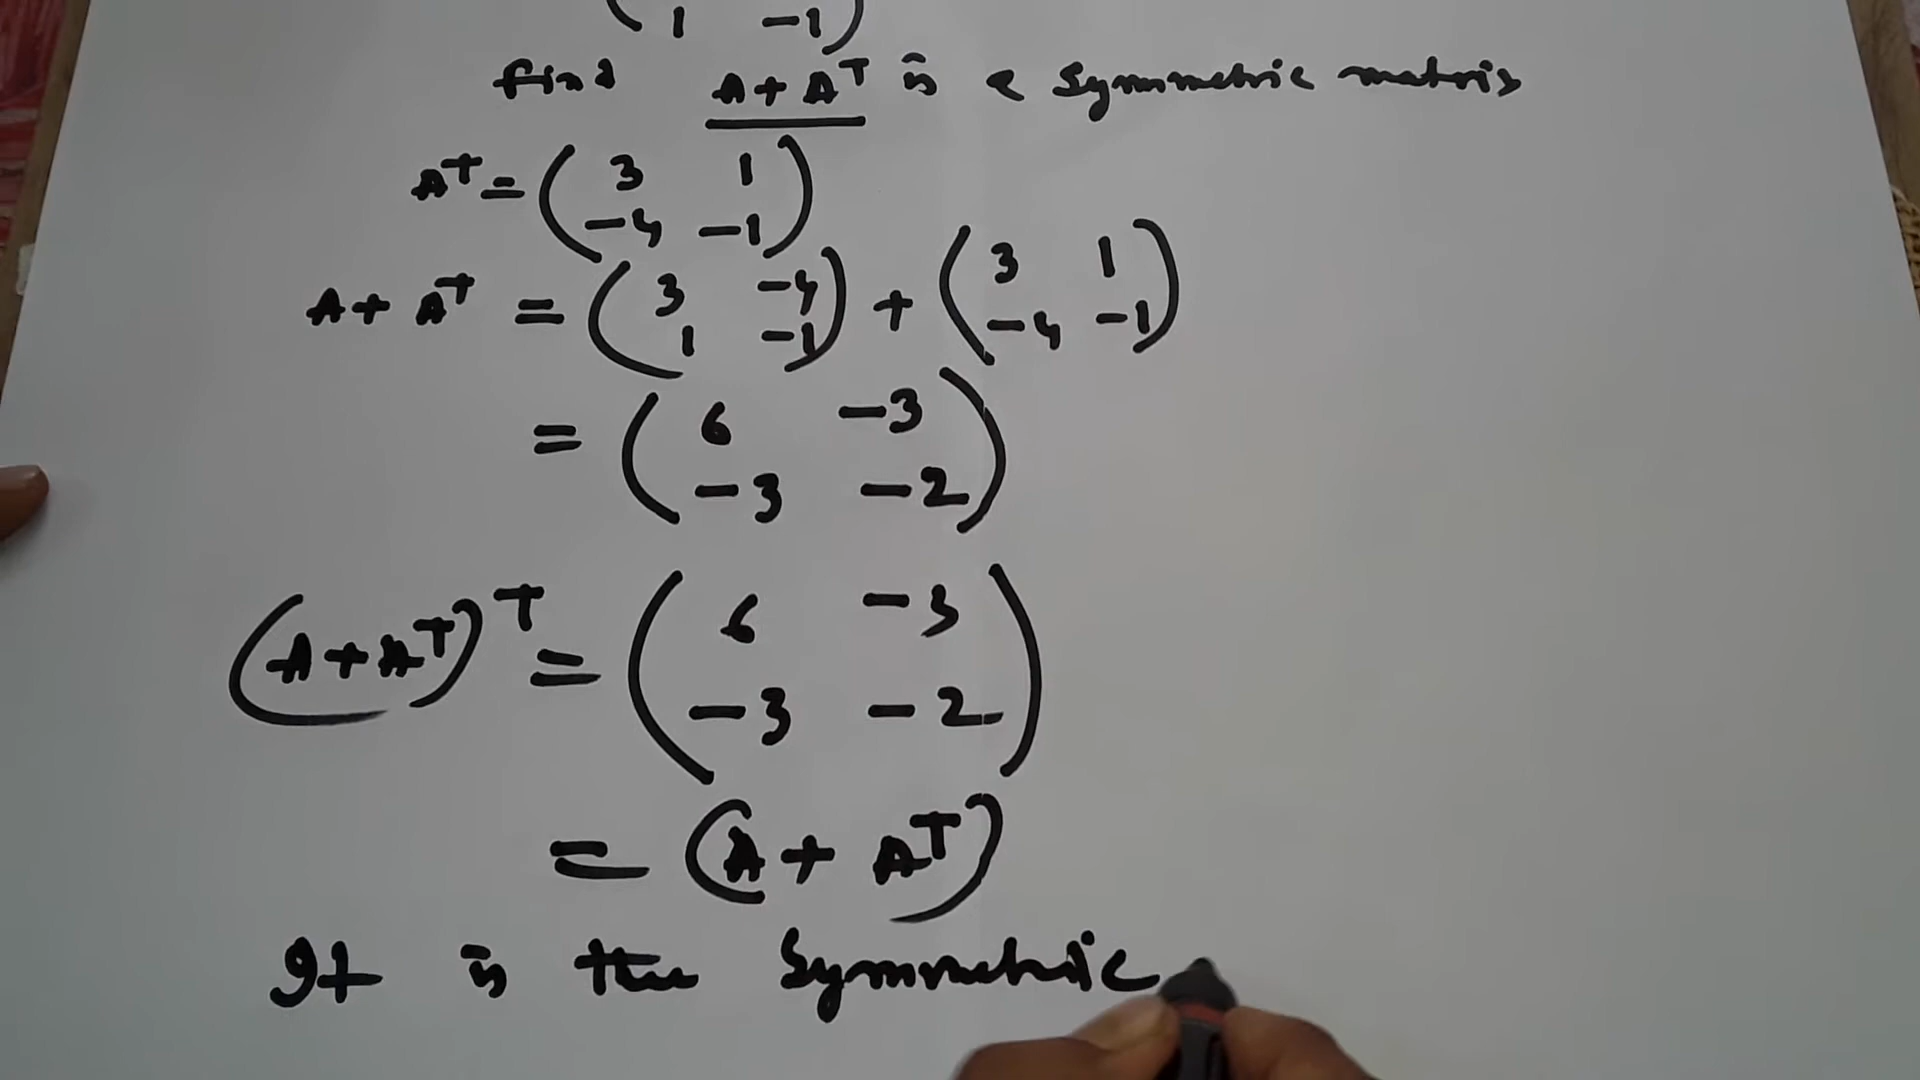 1 -1)
find A+A^T is a symmetric matrix
A^T = (3 1
-4 -1)
A+ A^T = (3 -4
1 -1) + (3 1
-4 -1)
= (6 -3
-3 -2)
(A+A^T)^T = (6 -3
-3 -2)
= (A+ A^T)
It is the Symmetric